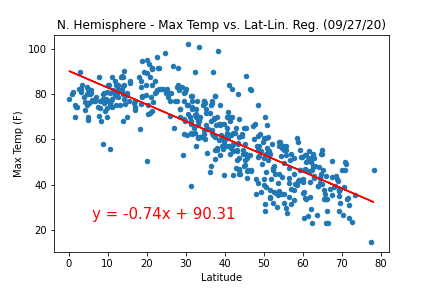 N. Hemisphere - Max Temp vs. Lat-Lin. Reg. (09/27/20)
100
80
60
40
20
Max Temp (F)
y = -0.74x + 90.31
0 10 20 30 40 50 60 70 80
Latitude